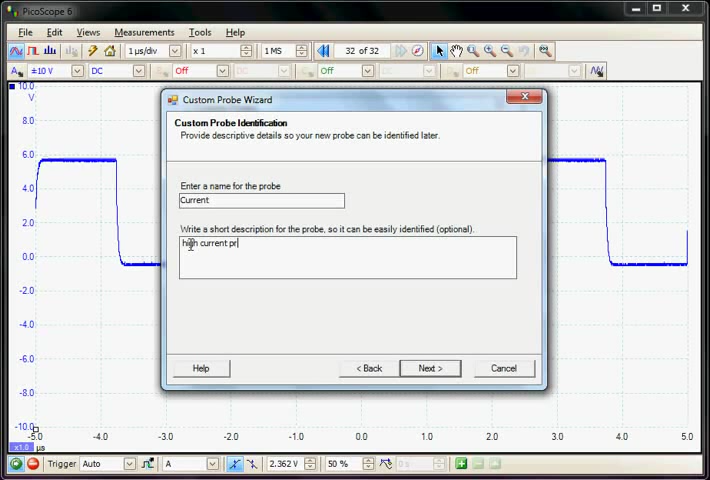 PicoScope 6
File Edit Views Measurements Tools Help
1 µs/div x 1 1 MS 32 of 32
A ±10 V DC Off Off Off
10.0
V
8.0
6.0
4.0
2.0
0.0
-2.0
-4.0
-6.0
-8.0
-10.0
-5.0 -4.0 -3.0 -2.0 -1.0 0.0 1.0 2.0 3.0 4.0 5.0
x1.0 µs
Custom Probe Wizard
Custom Probe Identification
Provide descriptive details so your new probe can be identified later.
Enter a name for the probe
Current
Write a short description for the probe, so it can be easily identified (optional).
high current pr
Help < Back Next > Cancel
Trigger Auto A 2.362 V 50 % 0 s